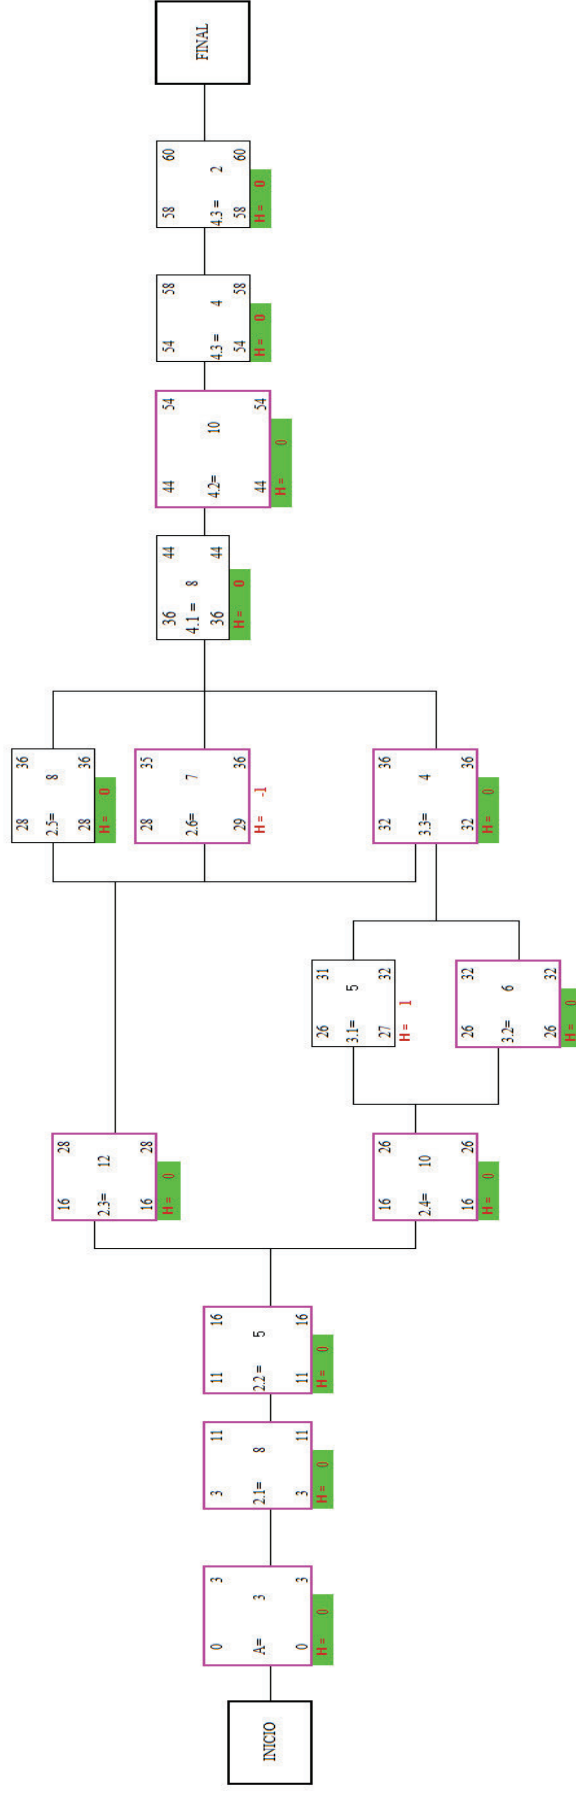 INICIO
0 3
A= 3
0 3
H = 0
3 11
2.1= 8
3 11
H = 0
11 16
2.2 = 5
11 16
H = 0
16 28
2.3= 12
16 28
H = 0
16 26
2.4= 10
16 26
H = 0
26 31
3.1= 5
27 32
H = 1
26 32
3.2= 6
26 32
H = 0
28 36
2.5= 8
28 36
H = 0
28 35
2.6= 7
29 36
H = -1
32 36
3.3= 4
32 36
H = 0
36 44
4.1 = 8
36 44
H = 0
44 54
4.2= 10
44 54
H = 0
54 58
4.3 = 4
54 58
H = 0
58 60
4.3 = 2
58 60
H = 0
FINAL